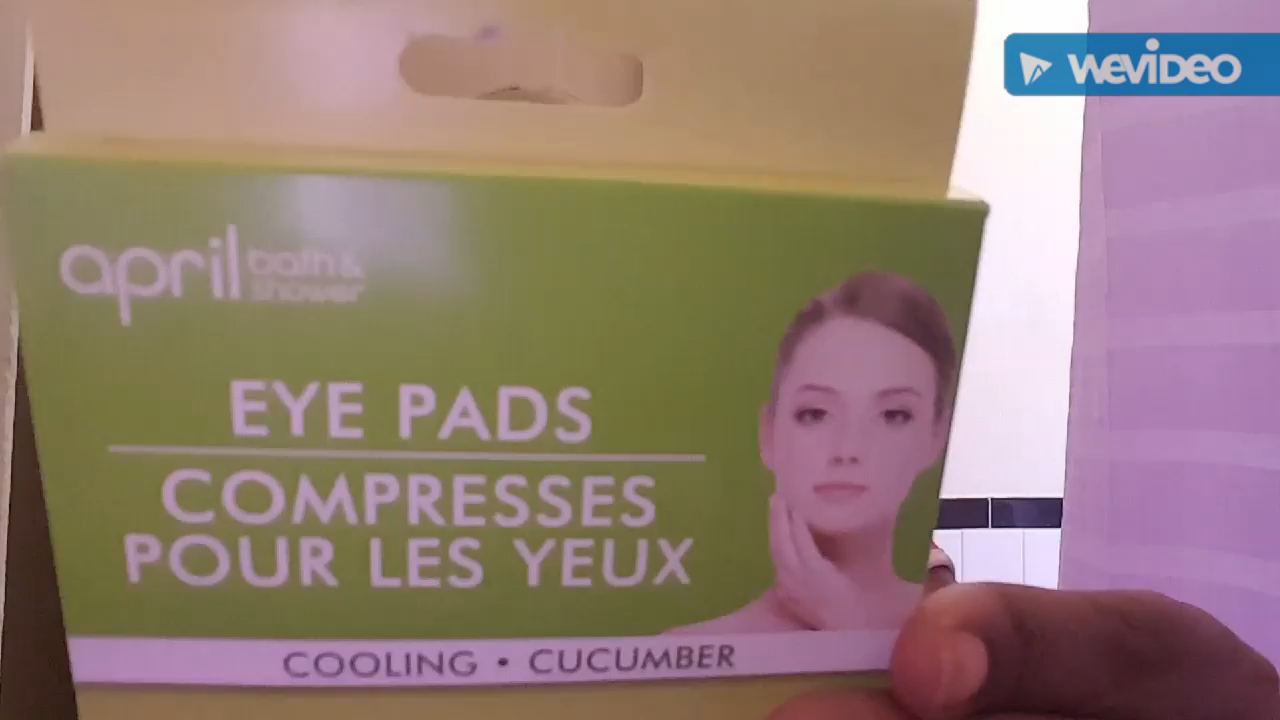 WEVIDEO
april bath &
shower
EYE PADS
COMPRESSES
POUR LES YEUX
COOLING • CUCUMBER